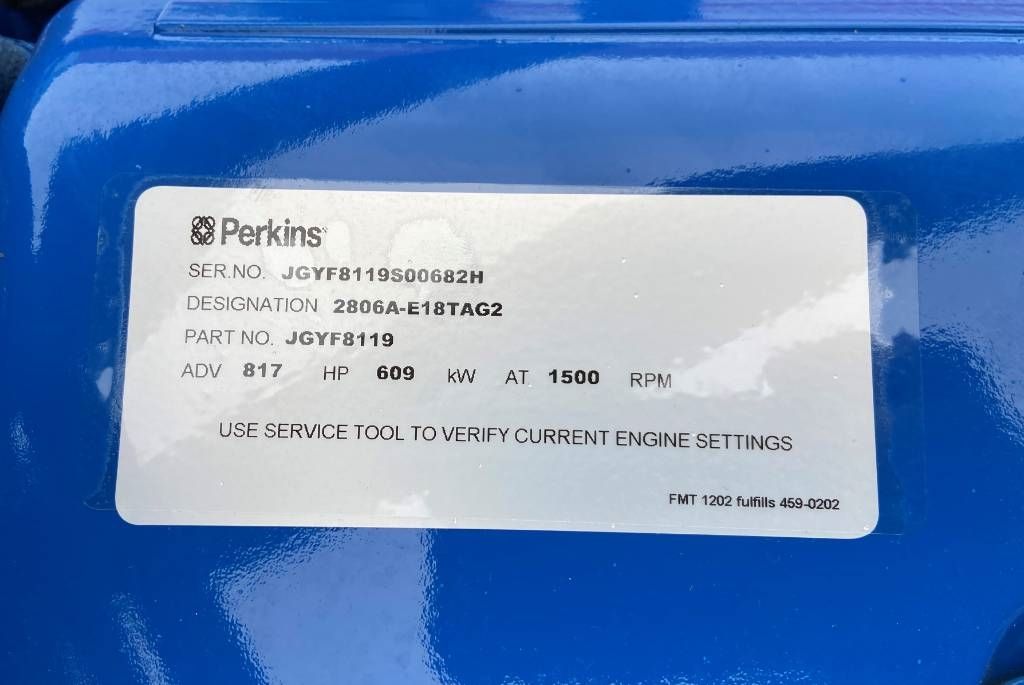 Perkins
SER.NO. JGYF8119S00682H
DESIGNATION 2806A-E18TAG2
PART NO. JGYF8119
ADV 817 HP 609 kW AT 1500 RPM
USE SERVICE TOOL TO VERIFY CURRENT ENGINE SETTINGS
FMT 1202 fulfills 459-0202